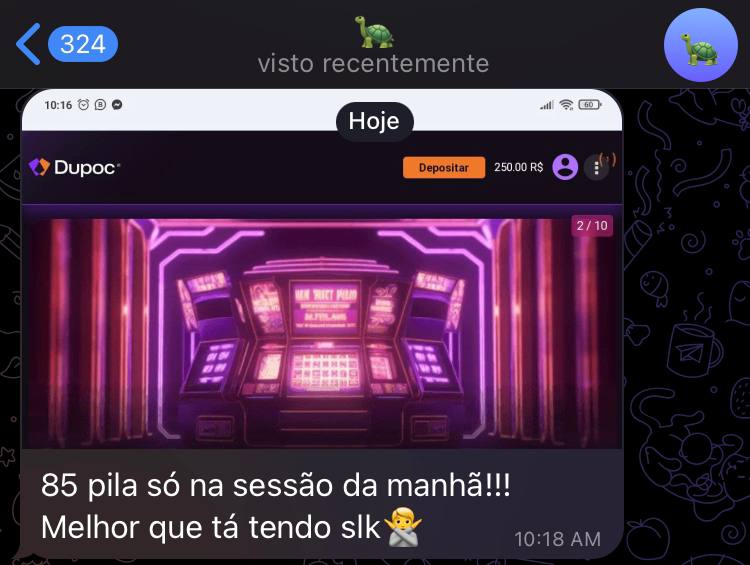 324
visto recentemente
10:16
60
Hoje
Dupoc
Depositar
250.00 R$
2 / 10
85 pila só na sessão da manhã!!!
Melhor que tá tendo slk🙅
10:18 AM